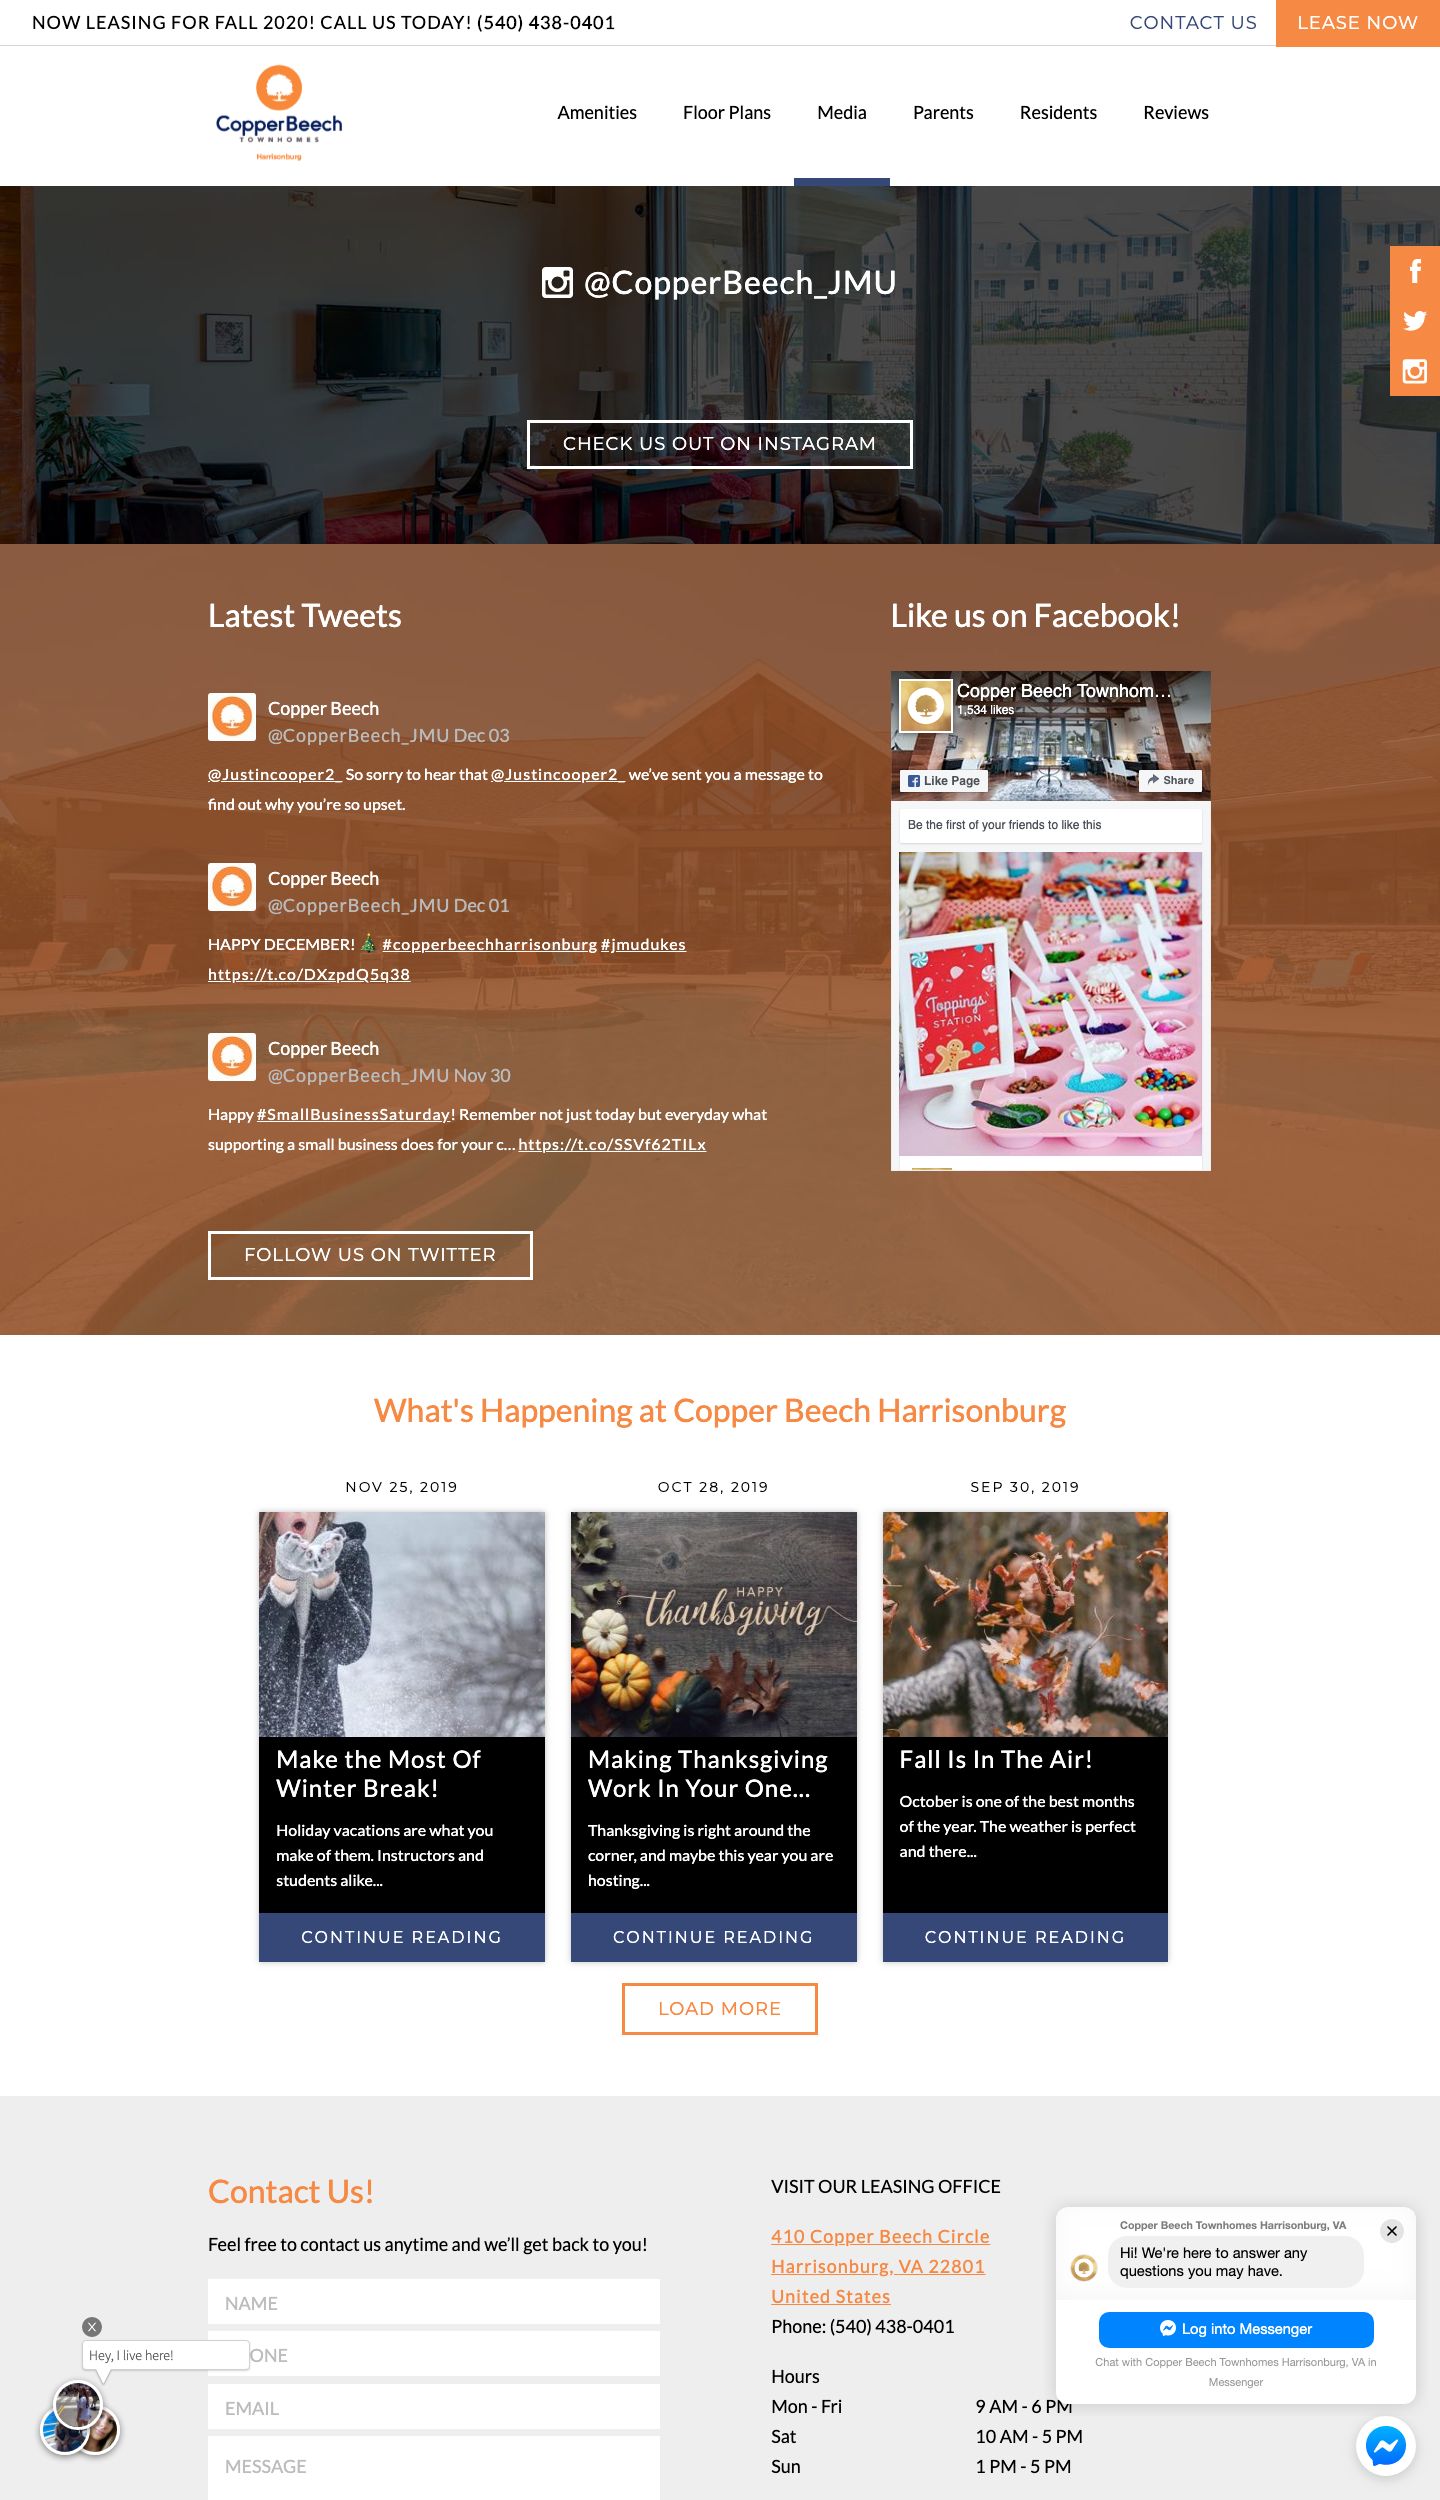 NOW LEASING FOR FALL 2020! CALL US TODAY! (540) 438-0401
CONTACT US
LEASE NOW
CopperBeech
TOWNHOMES
Harrisonburg
Amenities
Floor Plans
Media
Parents
Residents
Reviews
@CopperBeech_JMU
CHECK US OUT ON INSTAGRAM
Latest Tweets
Copper Beech
@CopperBeech_JMU Dec 03
@Justincooper2_ So sorry to hear that @Justincooper2_ we’ve sent you a message to
find out why you’re so upset.
Copper Beech
@CopperBeech_JMU Dec 01
HAPPY DECEMBER! 🎄 #copperbeechharrisonburg #jmudukes
https://t.co/DXzpdQ5q38
Copper Beech
@CopperBeech_JMU Nov 30
Happy #SmallBusinessSaturday! Remember not just today but everyday what
supporting a small business does for your c… https://t.co/SSVf62TILx
FOLLOW US ON TWITTER
Like us on Facebook!
Copper Beech Townhom…
1,534 likes
Like Page
Share
Be the first of your friends to like this
Toppings
STATION
What's Happening at Copper Beech Harrisonburg
NOV 25, 2019
Make the Most Of
Winter Break!
Holiday vacations are what you
make of them. Instructors and
students alike...
CONTINUE READING
OCT 28, 2019
HAPPY
thanksgiving
Making Thanksgiving
Work In Your One...
Thanksgiving is right around the
corner, and maybe this year you are
hosting...
CONTINUE READING
SEP 30, 2019
Fall Is In The Air!
October is one of the best months
of the year. The weather is perfect
and there...
CONTINUE READING
LOAD MORE
Contact Us!
Feel free to contact us anytime and we’ll get back to you!
NAME
ONE
EMAIL
MESSAGE
X
Hey, I live here!
VISIT OUR LEASING OFFICE
410 Copper Beech Circle
Harrisonburg, VA 22801
United States
Phone: (540) 438-0401
Hours
Mon - Fri 9 AM - 6 PM
Sat 10 AM - 5 PM
Sun 1 PM - 5 PM
Copper Beech Townhomes Harrisonburg, VA
Hi! We're here to answer any
questions you may have.
Log into Messenger
Chat with Copper Beech Townhomes Harrisonburg, VA in
Messenger